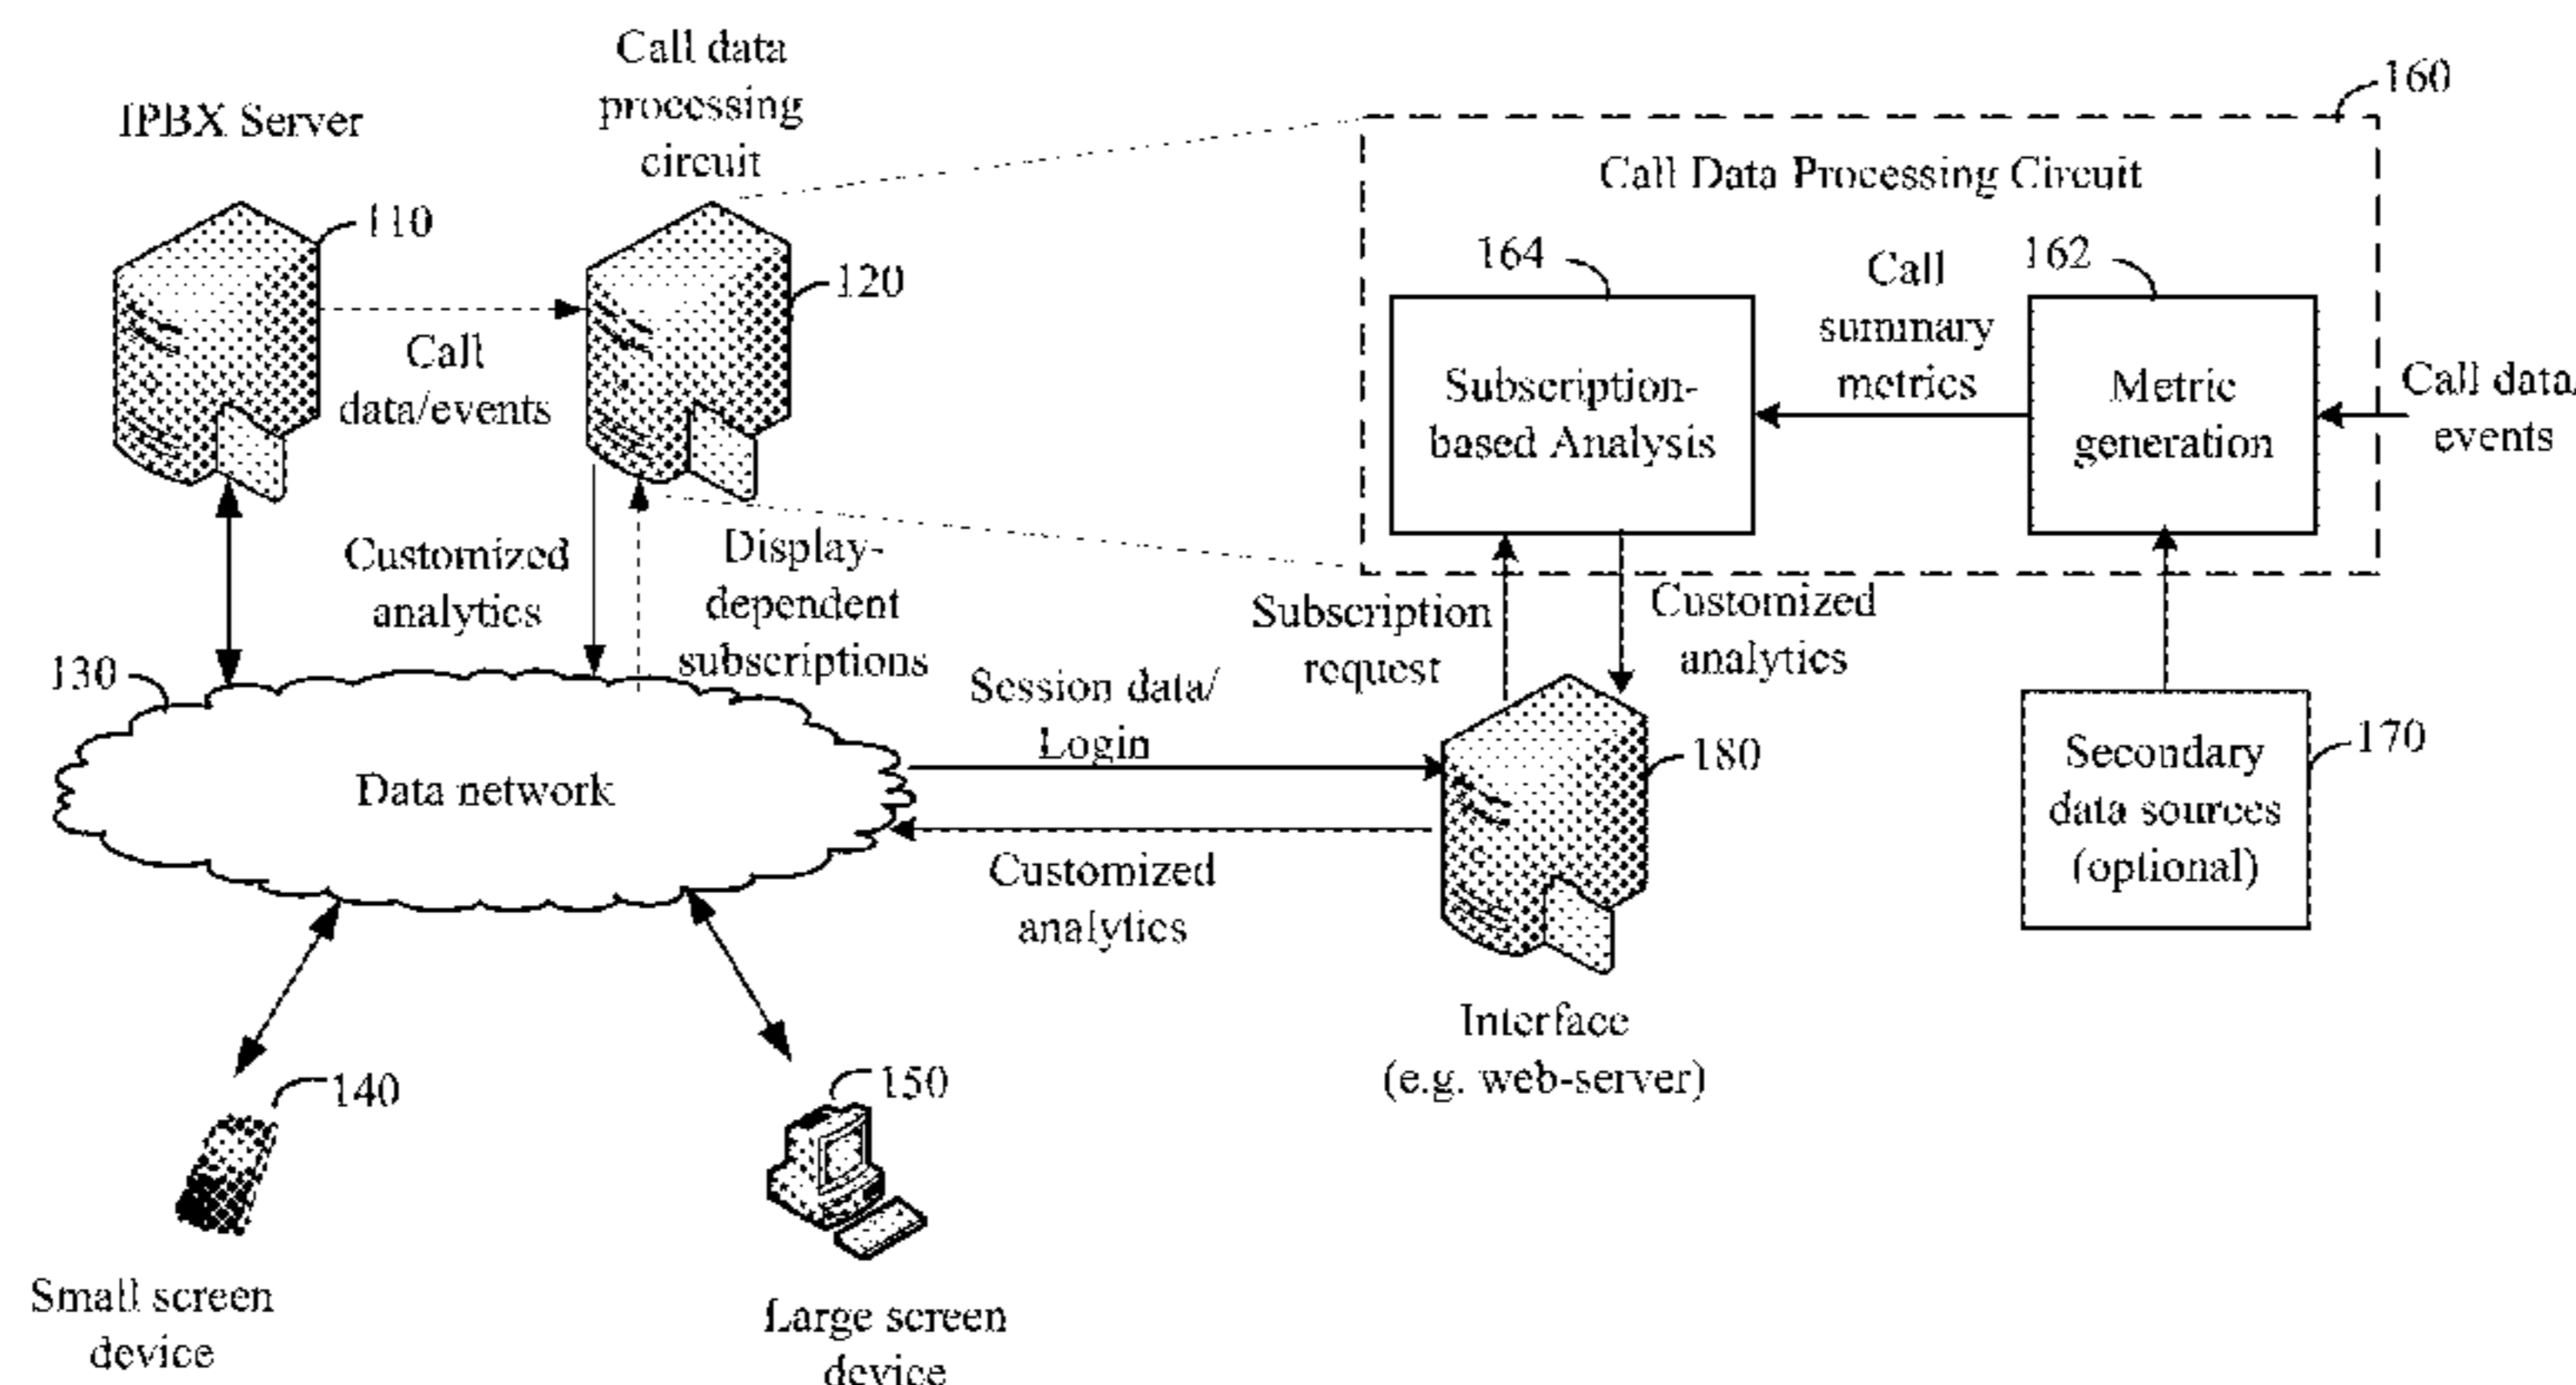 Call data
processing
circuit
IPBX Server
110
120
Call
data/events
Customized
analytics
Display-
dependent
subscriptions
130
Data network
Session data/
Login
Customized
analytics
140
150
Small screen
device
Large screen
device
160
Call Data Processing Circuit
164
162
Call
summary
metrics
Subscription-
based Analysis
Metric
generation
Call data/
events
Subscription
request
Customized
analytics
180
Interface
(e.g. web-server)
Secondary
data sources
(optional)
170